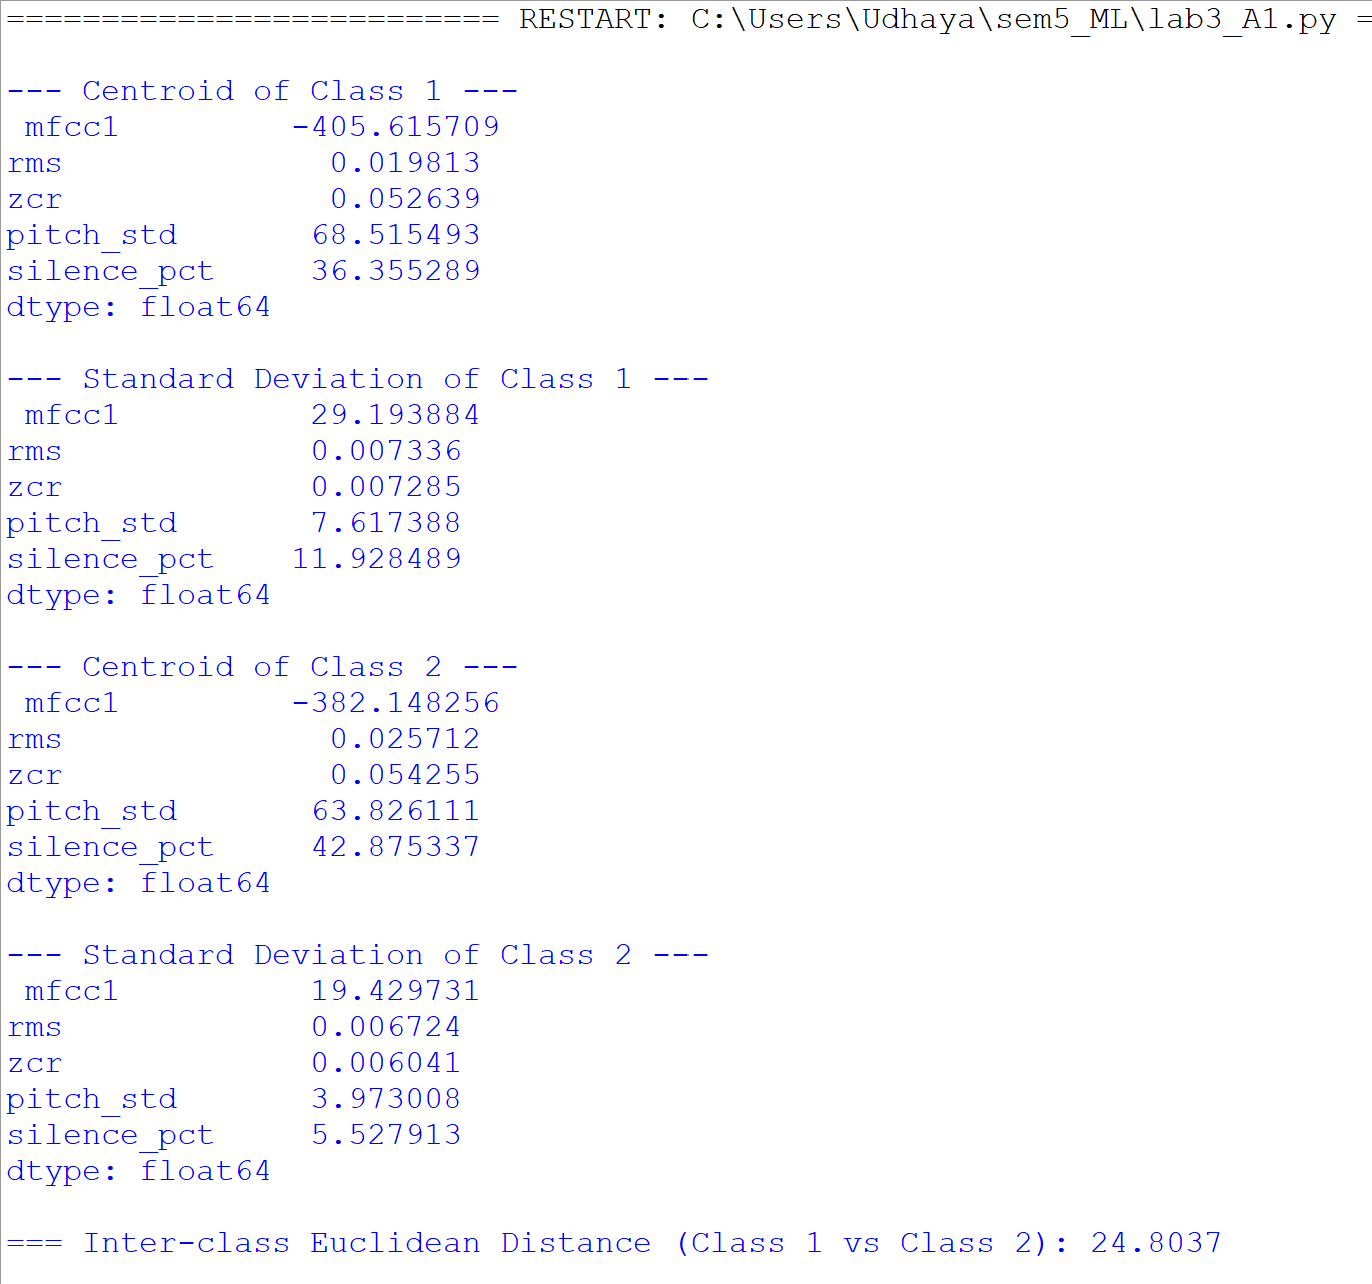 ========================== RESTART: C:\Users\Udhaya\sem5_ML\lab3_A1.py =
--- Centroid of Class 1 ---
 mfcc1         -405.615709
rms              0.019813
zcr              0.052639
pitch_std       68.515493
silence_pct     36.355289
dtype: float64
--- Standard Deviation of Class 1 ---
 mfcc1          29.193884
rms             0.007336
zcr             0.007285
pitch_std       7.617388
silence_pct    11.928489
dtype: float64
--- Centroid of Class 2 ---
 mfcc1         -382.148256
rms              0.025712
zcr              0.054255
pitch_std       63.826111
silence_pct     42.875337
dtype: float64
--- Standard Deviation of Class 2 ---
 mfcc1          19.429731
rms             0.006724
zcr             0.006041
pitch_std       3.973008
silence_pct     5.527913
dtype: float64
=== Inter-class Euclidean Distance (Class 1 vs Class 2): 24.8037